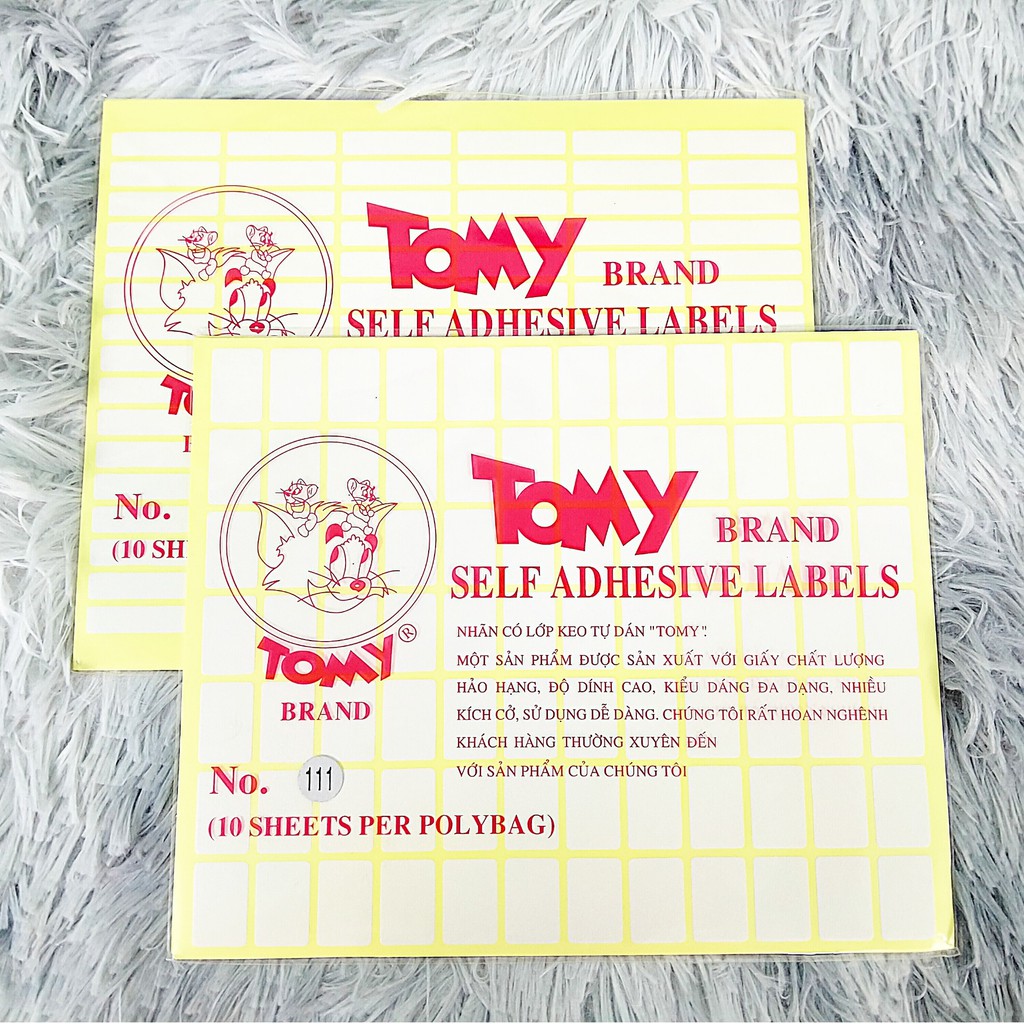 TOMY BRAND
SELF ADHESIVE LABELS
No.
(10 SHE
TOMY BRAND
SELF ADHESIVE LABELS
NHÃN CÓ LỚP KEO TỰ DÁN "TOMY".
MỘT SẢN PHẨM ĐƯỢC SẢN XUẤT VỚI GIẤY CHẤT LƯỢNG
HẢO HẠNG, ĐỘ DÍNH CAO, KIỂU DÁNG ĐA DẠNG, NHIỀU
KÍCH CỞ, SỬ DỤNG DỄ DÀNG. CHÚNG TÔI RẤT HOAN NGHÊNH
KHÁCH HÀNG THƯỜNG XUYÊN ĐẾN
VỚI SẢN PHẨM CỦA CHÚNG TÔI
TOMY ®
BRAND
No. 111
(10 SHEETS PER POLYBAG)